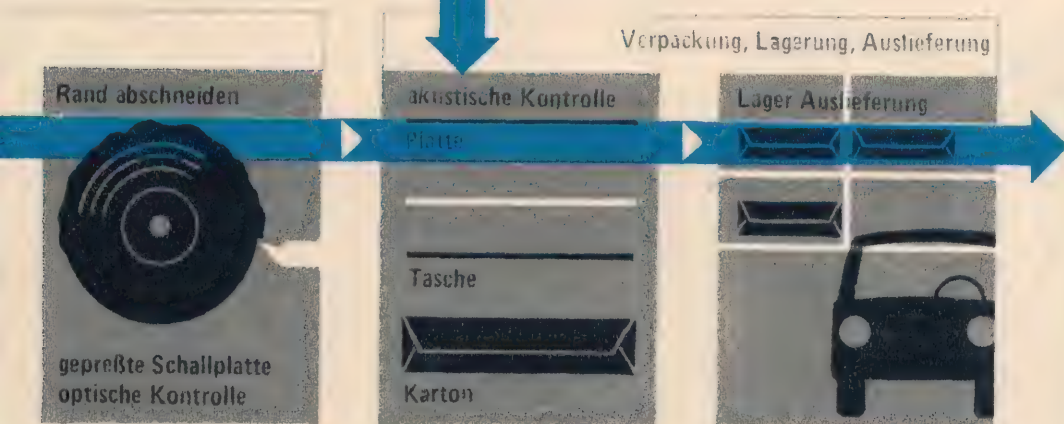 Verpackung, Lagerung, Auslieferung
Rand abschneiden
gepreßte Schallplatte
optische Kontrolle
akustische Kontrolle
Platte
Tasche
Karton
Lager Auslieferung